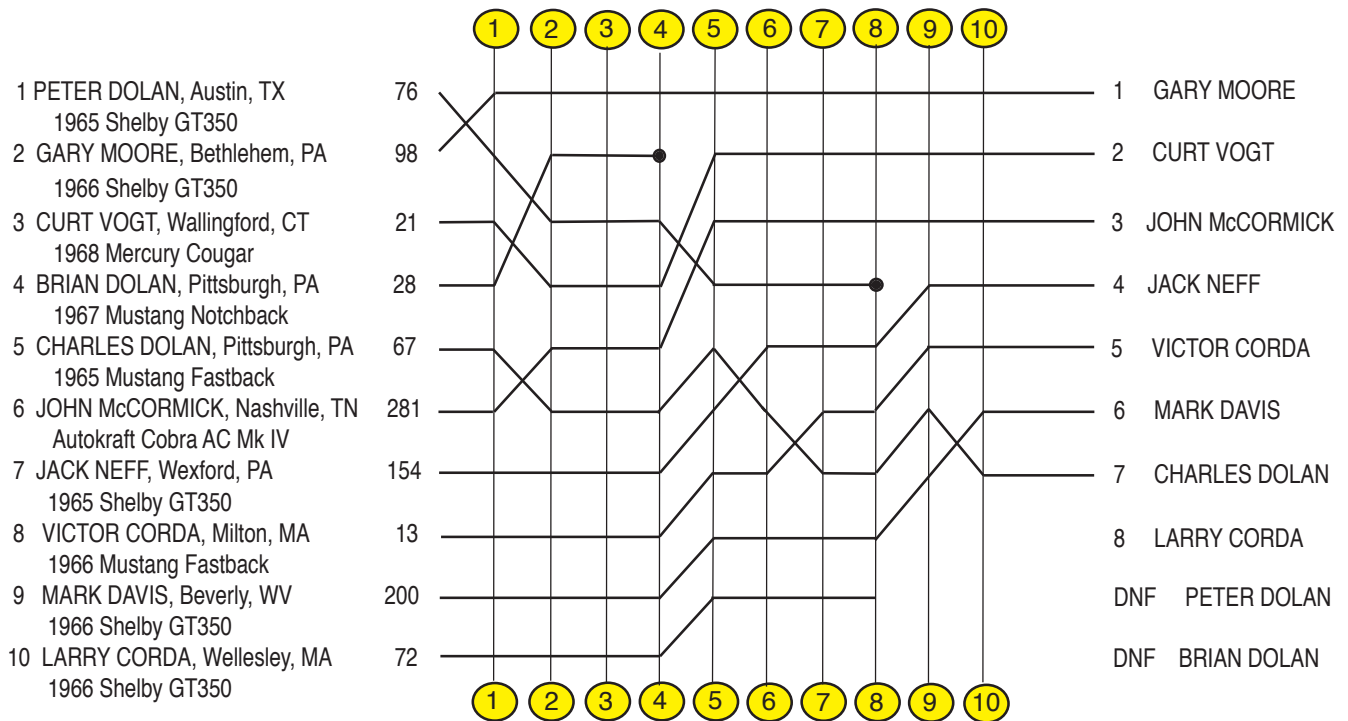 1 2 3 4 5 6 7 8 9 10
1 PETER DOLAN, Austin, TX 76 1 GARY MOORE
1965 Shelby GT350
2 GARY MOORE, Bethlehem, PA 98 2 CURT VOGT
1966 Shelby GT350
3 CURT VOGT, Wallingford, CT 21 3 JOHN McCORMICK
1968 Mercury Cougar
4 BRIAN DOLAN, Pittsburgh, PA 28 4 JACK NEFF
1967 Mustang Notchback
5 CHARLES DOLAN, Pittsburgh, PA 67 5 VICTOR CORDA
1965 Mustang Fastback
6 JOHN McCORMICK, Nashville, TN 281 6 MARK DAVIS
Autokraft Cobra AC Mk IV
7 JACK NEFF, Wexford, PA 154 7 CHARLES DOLAN
1965 Shelby GT350
8 VICTOR CORDA, Milton, MA 13 8 LARRY CORDA
1966 Mustang Fastback
9 MARK DAVIS, Beverly, WV 200 DNF PETER DOLAN
1966 Shelby GT350
10 LARRY CORDA, Wellesley, MA 72 DNF BRIAN DOLAN
1966 Shelby GT350
1 2 3 4 5 6 7 8 9 10